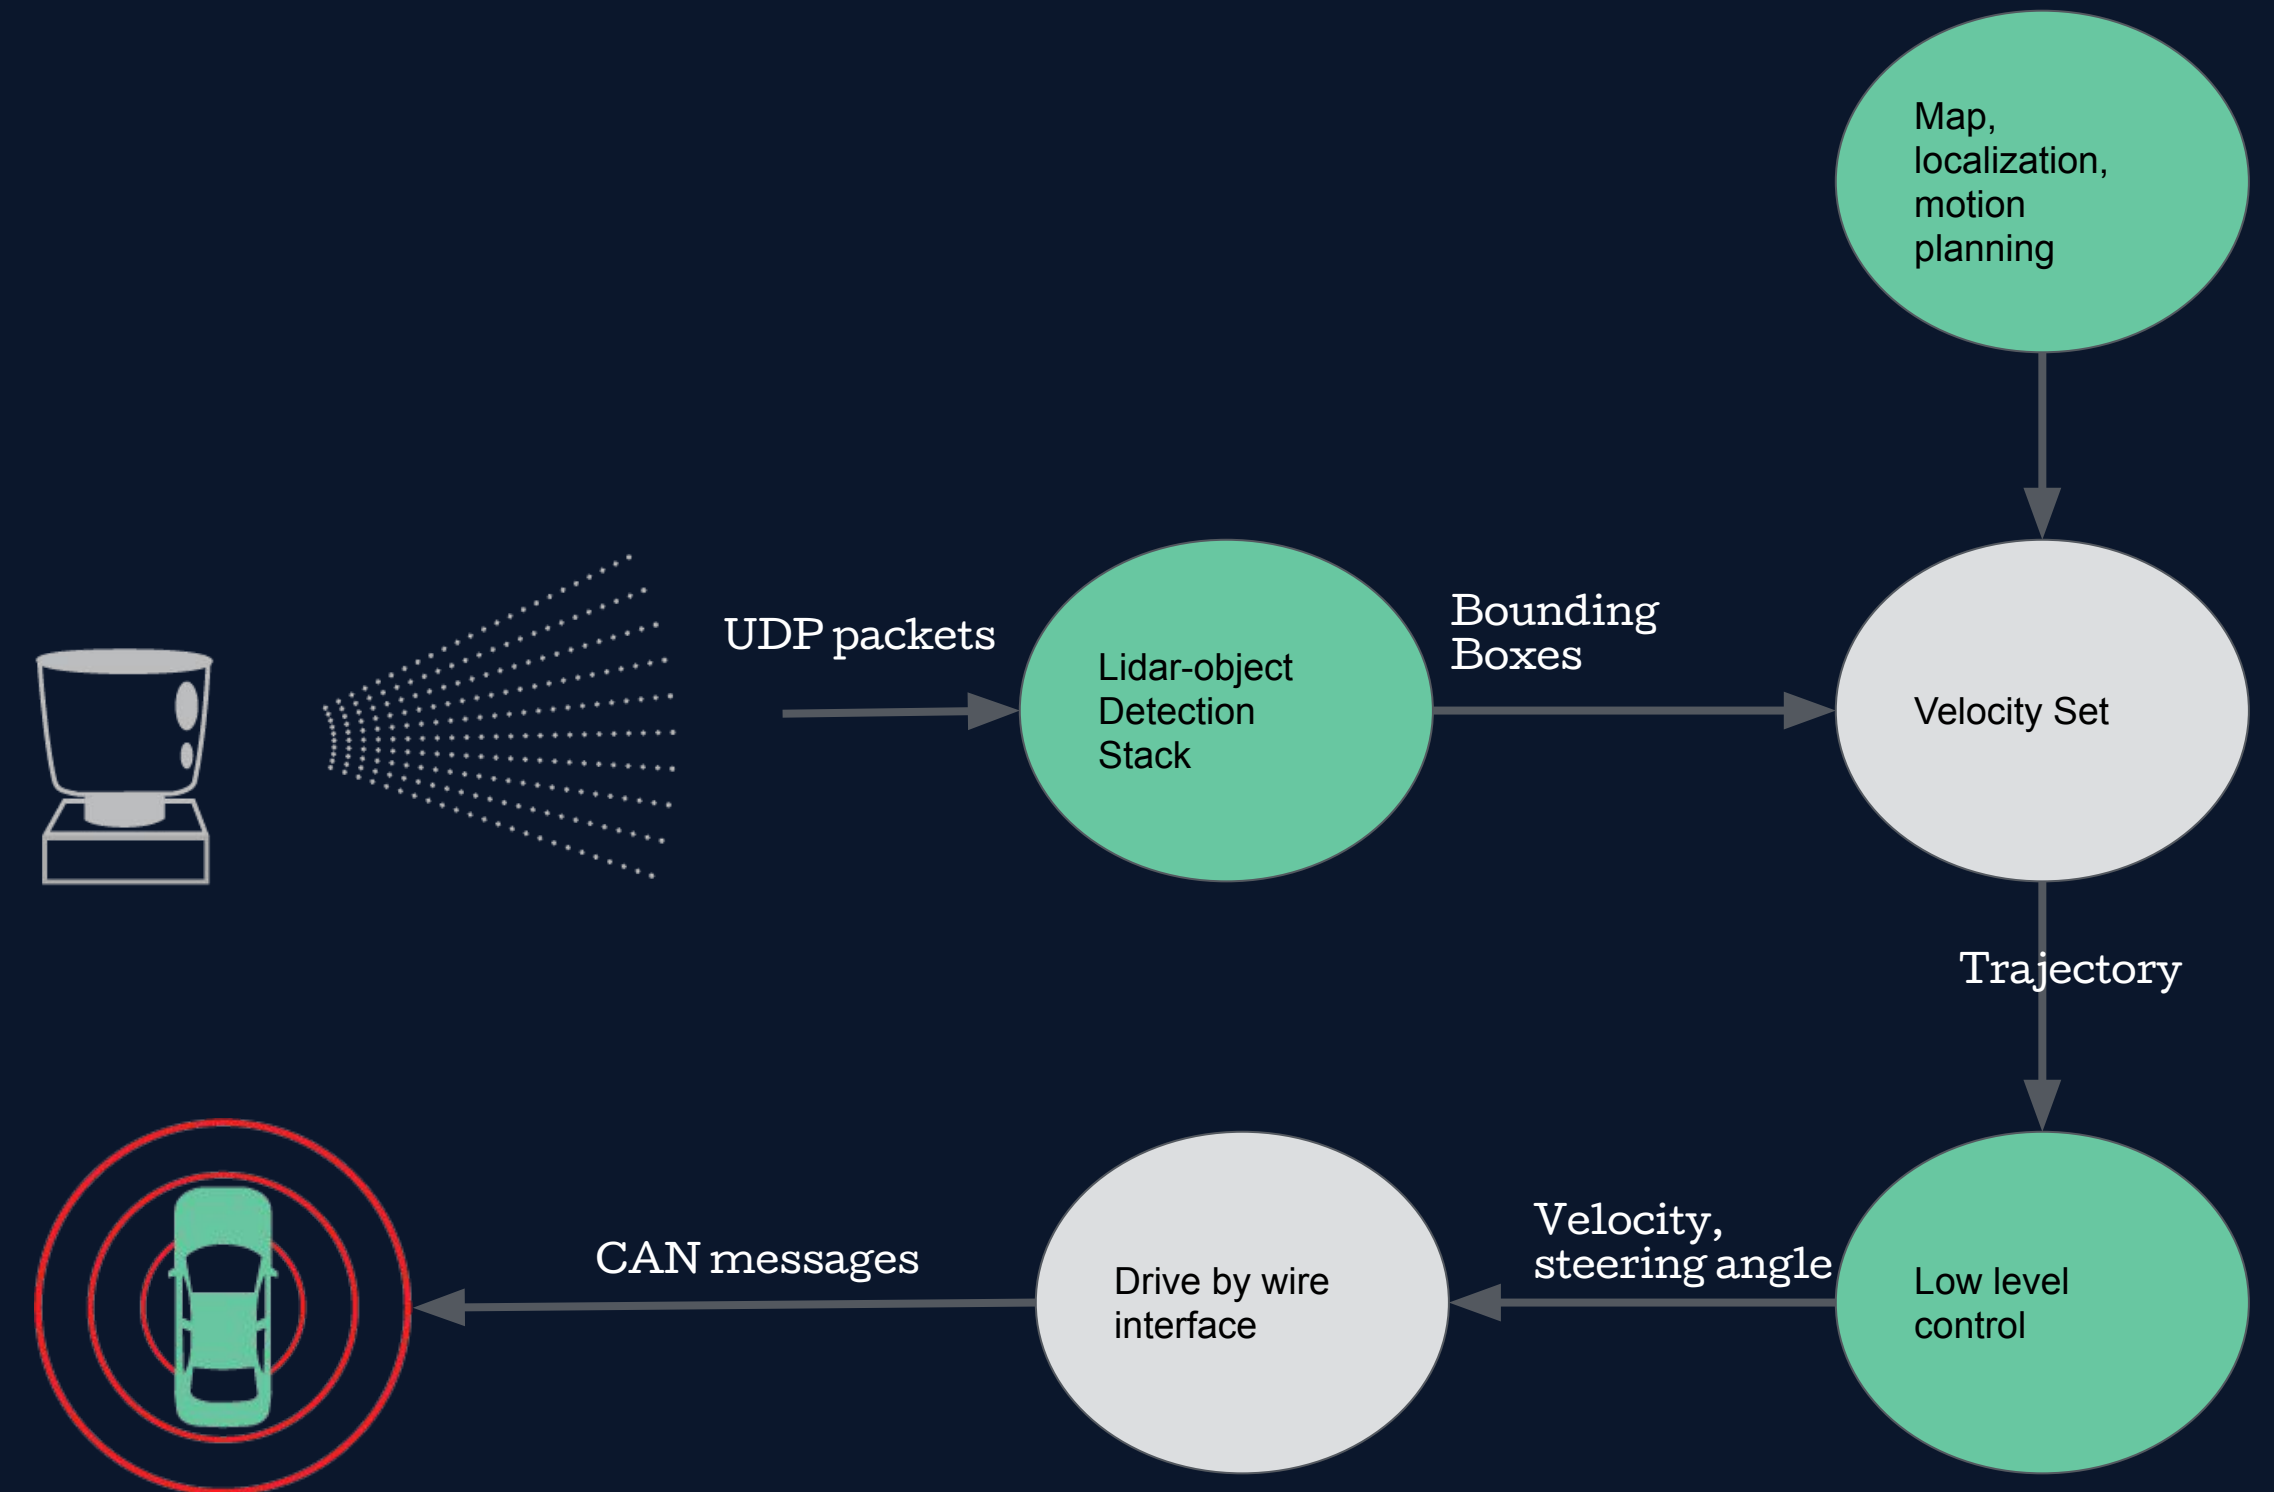 Map,
localization,
motion
planning
UDP packets
Lidar-object
Detection
Stack
Bounding
Boxes
Velocity Set
Trajectory
CAN messages
Drive by wire
interface
Velocity,
steering angle
Low level
control